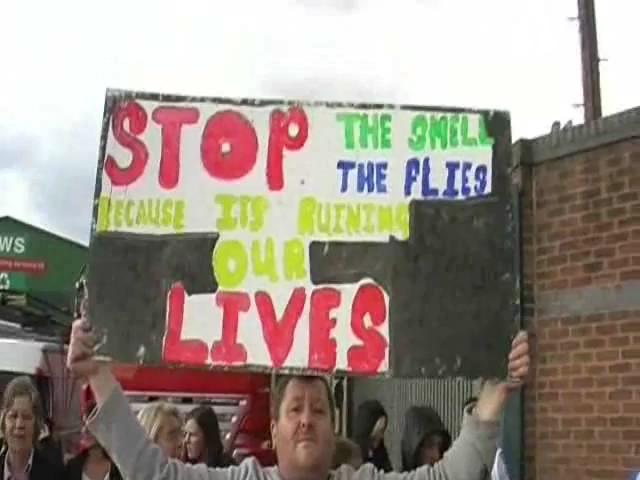 STOP THE SMELL
THE FLIES
BECAUSE ITS RUINING
OUR
LIVES
WS